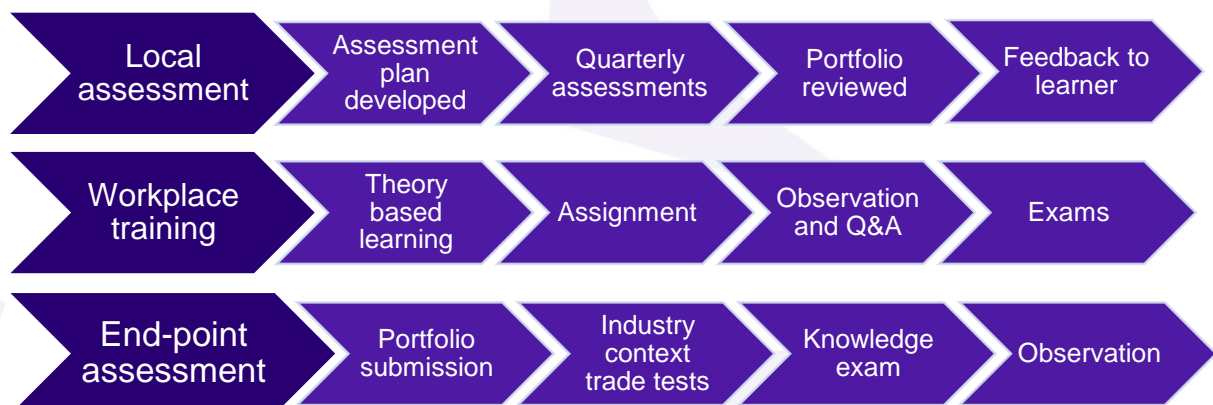 Local
assessment
Assessment
plan
developed
Quarterly
assessments
Portfolio
reviewed
Feedback to
learner
Workplace
training
Theory
based
learning
Assignment
Observation
and Q&A
Exams
End-point
assessment
Portfolio
submission
Industry
context
trade tests
Knowledge
exam
Observation